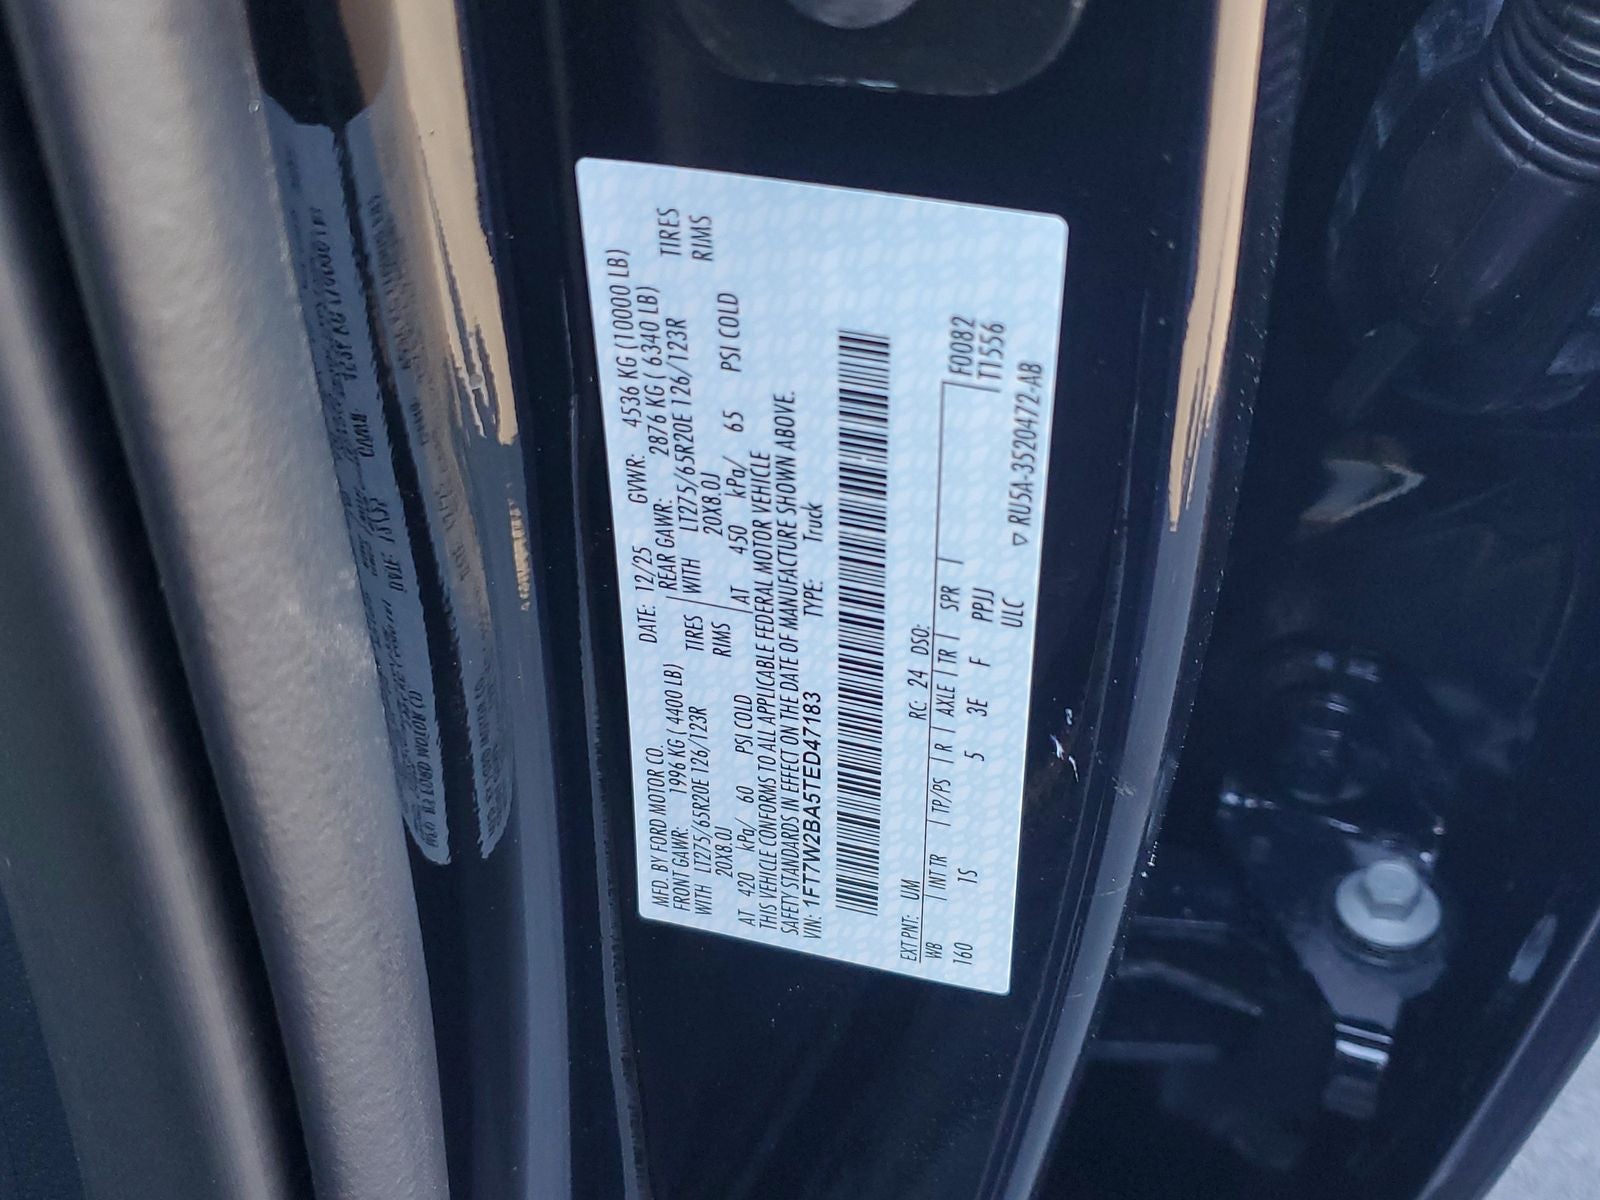 MFD. BY FORD MOTOR CO.
DATE: 12/25 GVWR: 4536 KG (10000 LB)
FRONT GAWR: 1996 KG ( 4400 LB) REAR GAWR: 2876 KG ( 6340 LB)
WITH LT275/65R20E 126/123R TIRES WITH LT275/65R20E 126/123R TIRES
20X8.0J RIMS 20X8.0J RIMS
AT 420 kPa/ 60 PSI COLD AT 450 kPa/ 65 PSI COLD
THIS VEHICLE CONFORMS TO ALL APPLICABLE FEDERAL MOTOR VEHICLE
SAFETY STANDARDS IN EFFECT ON THE DATE OF MANUFACTURE SHOWN ABOVE.
VIN: 1FT7W2BA5TED47183 TYPE: Truck
EXT PNT: UM RC: 24 DSO:
WB INT TR TP/PS R AXLE TR SPR F0082
160 1S 5 3E F PPJJ T1556
ULC ▽ RU5A-3520472-AB